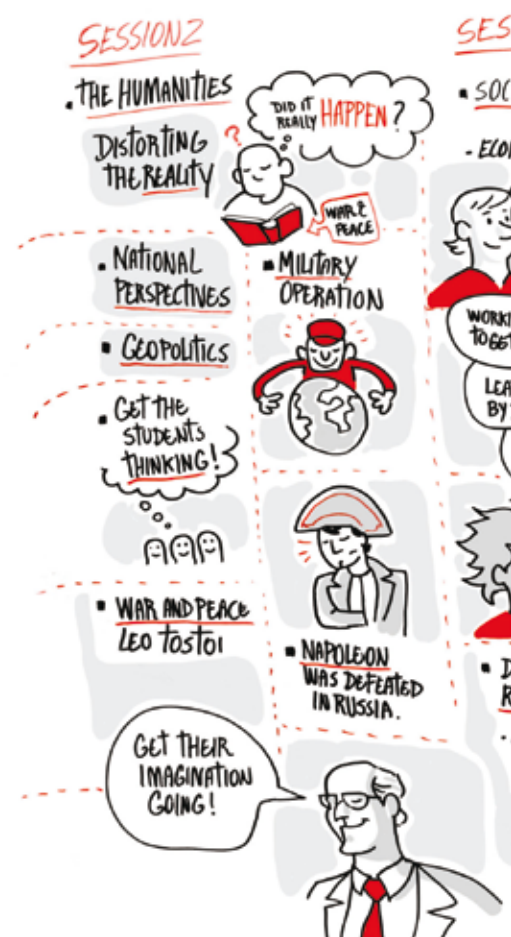 SESSION2
THE HUMANITIES
DISTORTING
THE REALITY
DID IT
REALLY HAPPEN?
?
WAR &
PEACE
NATIONAL
PERSPECTIVES
GEOPOLITICS
GET THE
STUDENTS
THINKING!
MILITARY
OPERATION
WAR AND PEACE
LEO TOSTOI
NAPOLEON
WAS DEFEATED
IN RUSSIA.
GET THEIR
IMAGINATION
GOING!